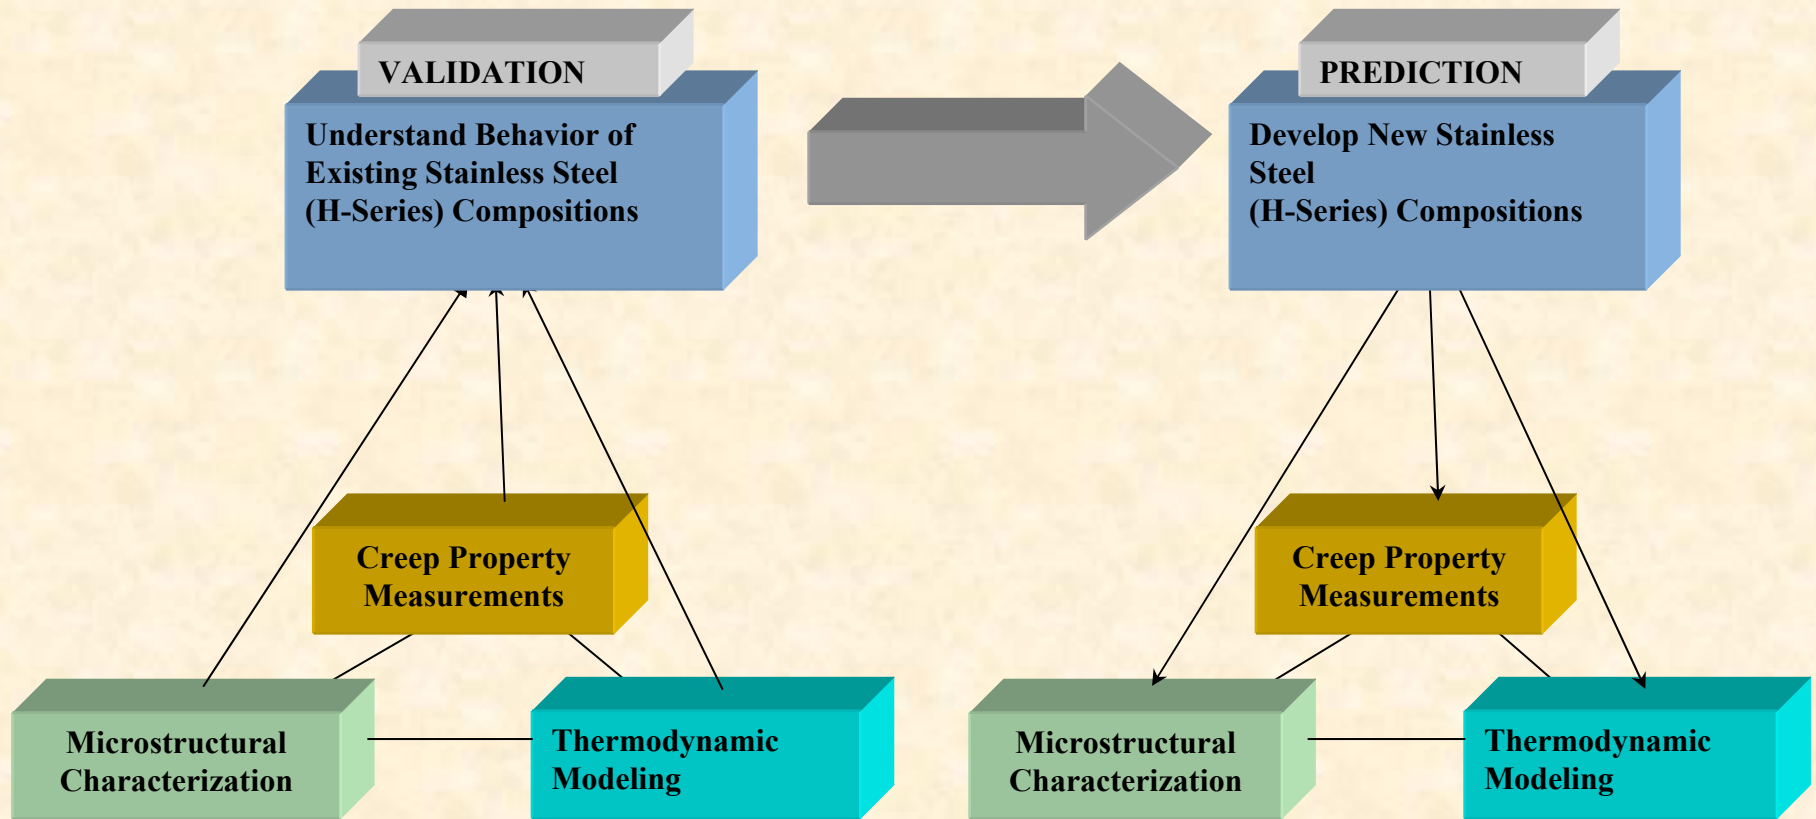 VALIDATION
Understand Behavior of
Existing Stainless Steel
(H-Series) Compositions
Creep Property
Measurements
Microstructural
Characterization
Thermodynamic
Modeling
PREDICTION
Develop New Stainless
Steel
(H-Series) Compositions
Creep Property
Measurements
Microstructural
Characterization
Thermodynamic
Modeling